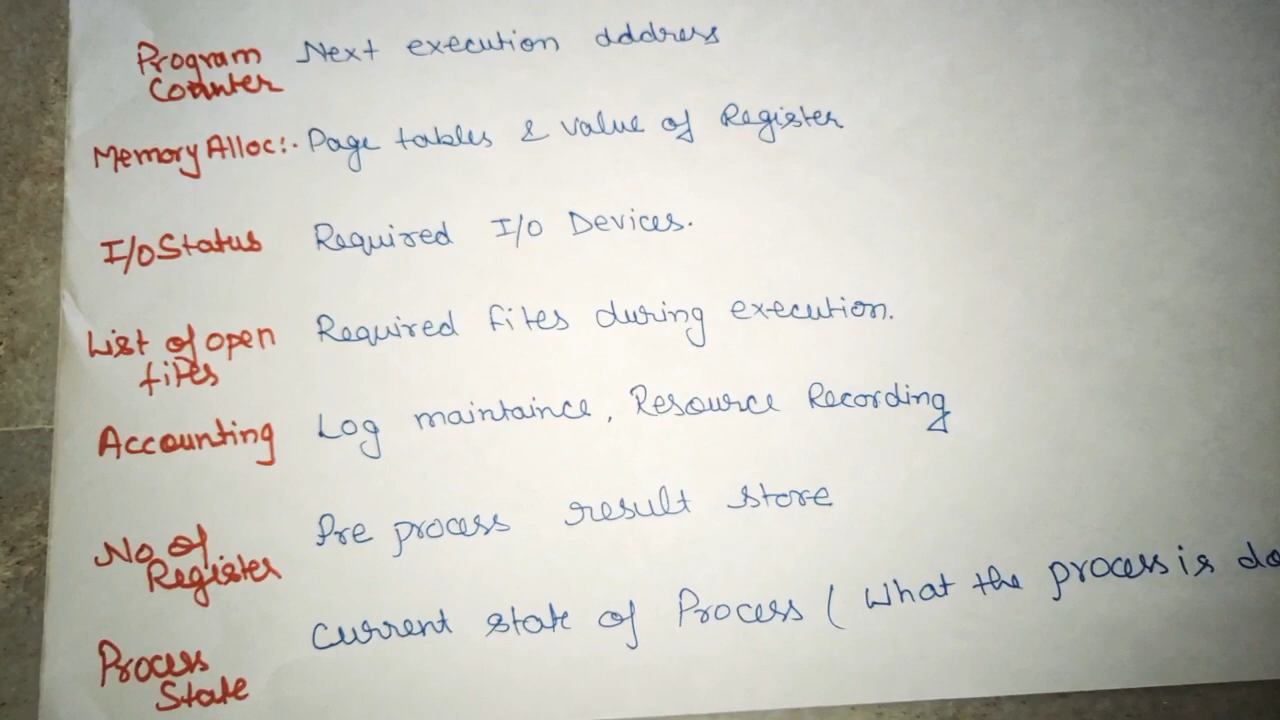 Program Next execution address
Counter
Memory Alloc:. Page tables & value of Register
I/O Status Required I/O Devices.
List of open Required files during execution.
files
Accounting Log maintaince, Resource Recording
No of Pre process result store
Register
Process current state of Process ( What the process is do
State